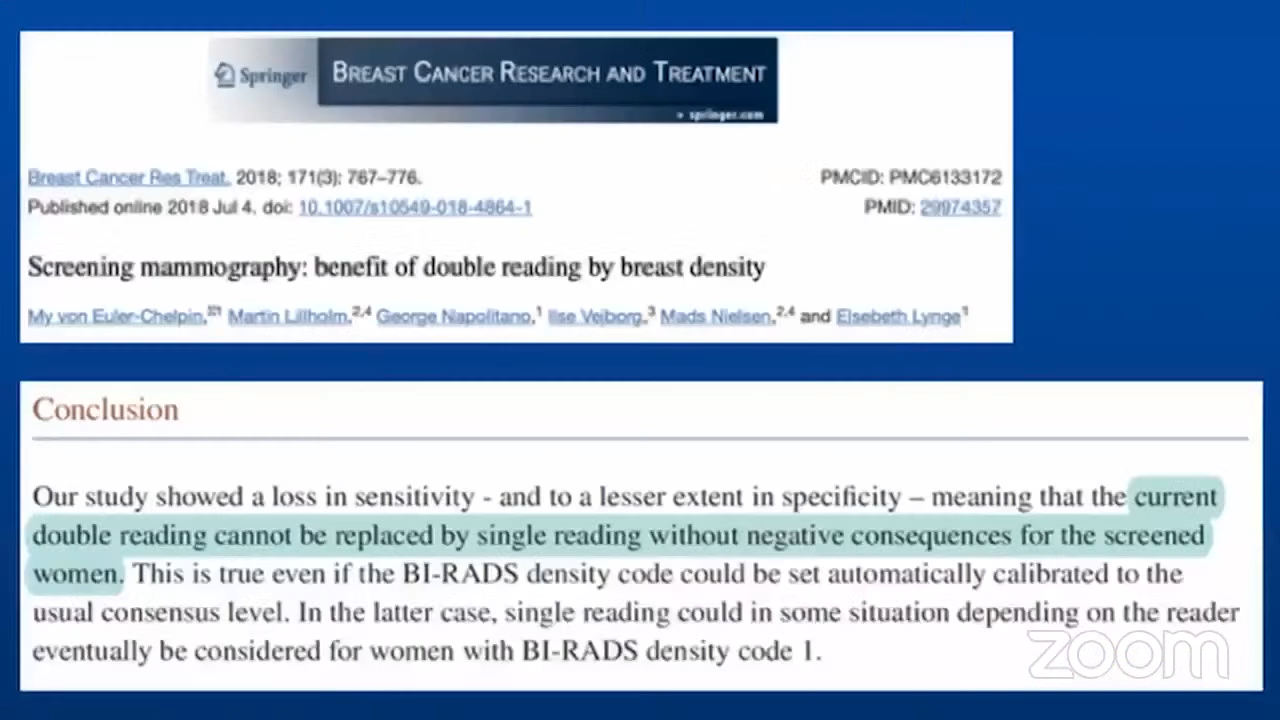 Springer BREAST CANCER RESEARCH AND TREATMENT
springer.com
Breast Cancer Res Treat. 2018; 171(3): 767–776. PMCID: PMC6133172
Published online 2018 Jul 4. doi: 10.1007/s10549-018-4864-1 PMID: 29974357
Screening mammography: benefit of double reading by breast density
My von Euler-Chelpin,1 Martin Lillholm,2,4 George Napolitano,1 Ilse Vejborg,3 Mads Nielsen,2,4 and Elsebeth Lynge1
Conclusion
Our study showed a loss in sensitivity - and to a lesser extent in specificity – meaning that the current
double reading cannot be replaced by single reading without negative consequences for the screened
women. This is true even if the BI-RADS density code could be set automatically calibrated to the
usual consensus level. In the latter case, single reading could in some situation depending on the reader
eventually be considered for women with BI-RADS density code 1.
zoom